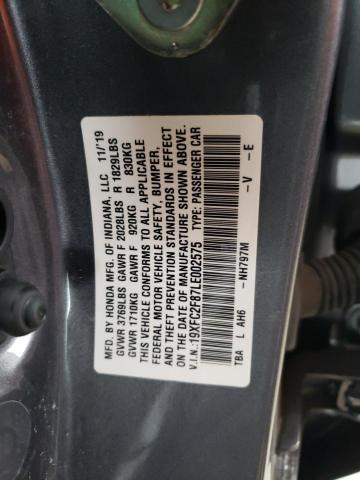 MFD. BY HONDA MFG. OF INDIANA, LLC 11/'19
GVWR 3769LBS GAWR F 2028LBS R 1829LBS
GVWR 1710KG GAWR F 920KG R 830KG
THIS VEHICLE CONFORMS TO ALL APPLICABLE
FEDERAL MOTOR VEHICLE SAFETY, BUMPER,
AND THEFT PREVENTION STANDARDS IN EFFECT
ON THE DATE OF MANUFACTURE SHOWN ABOVE.
V.I.N.:19XFC2F87LE002575 TYPE: PASSENGER CAR
TBA L AH6 -NH797M -V -E